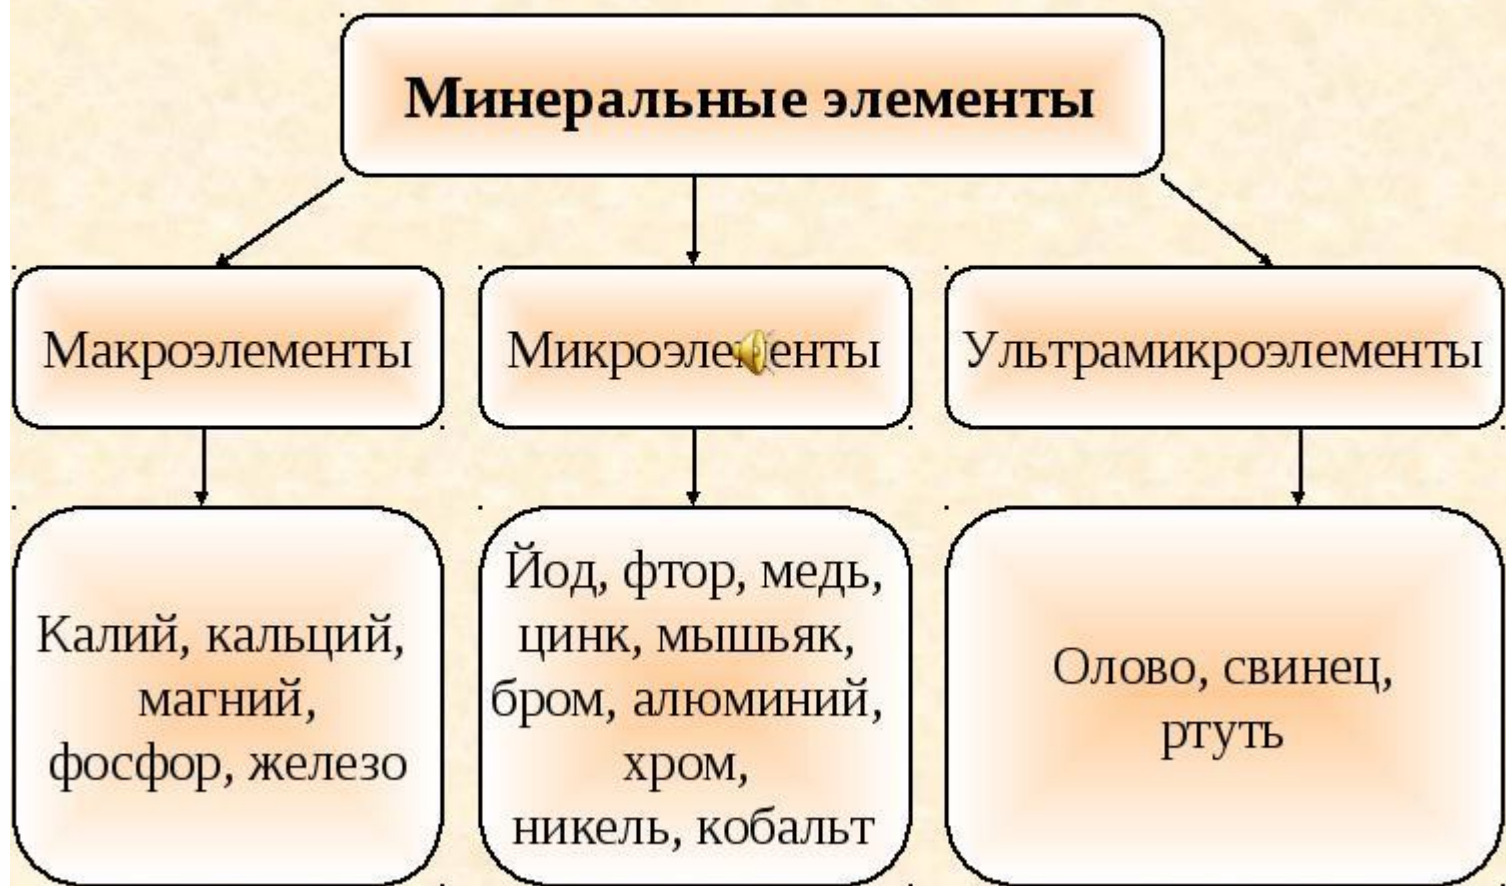 Минеральные элементы
Макроэлементы
Микроэлементы
Ультрамикроэлементы
Калий, кальций,
магний,
фосфор, железо
Йод, фтор, медь,
цинк, мышьяк,
бром, алюминий,
хром,
никель, кобальт
Олово, свинец,
ртуть